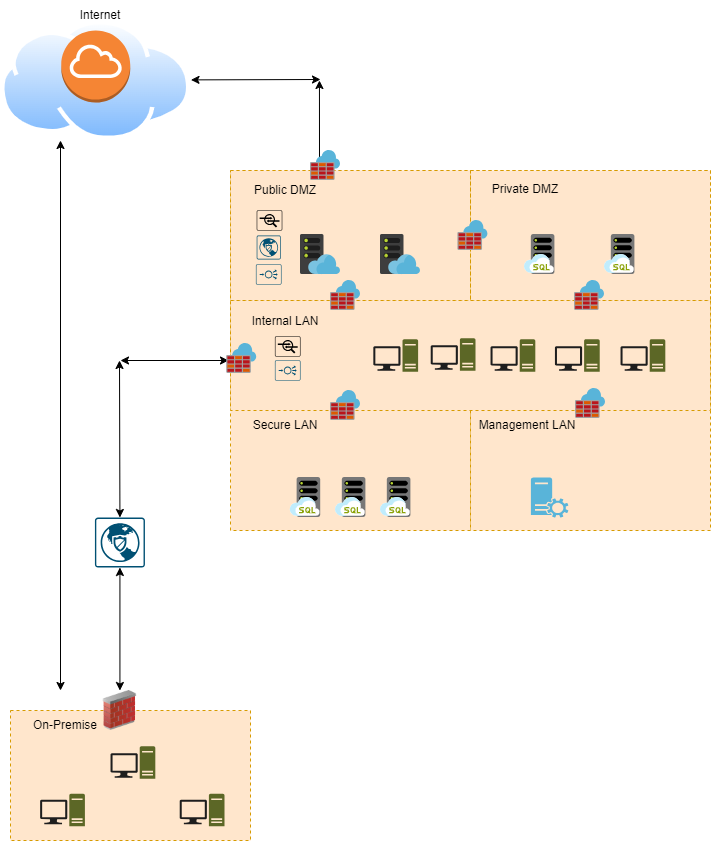 Internet
Public DMZ
Private DMZ
SQL
SQL
Internal LAN
Secure LAN
Management LAN
SQL
SQL
SQL
On-Premise